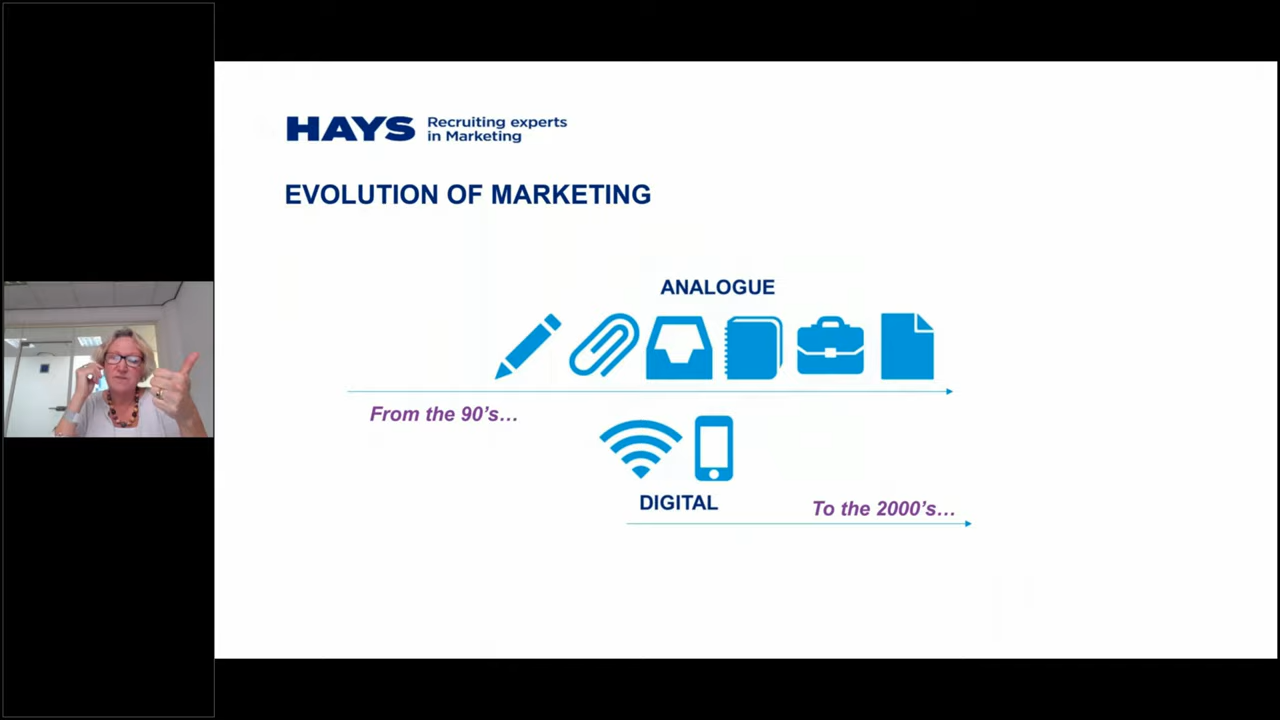 HAYS
Recruiting experts
in Marketing
EVOLUTION OF MARKETING
ANALOGUE
From the 90's…
DIGITAL
To the 2000's…